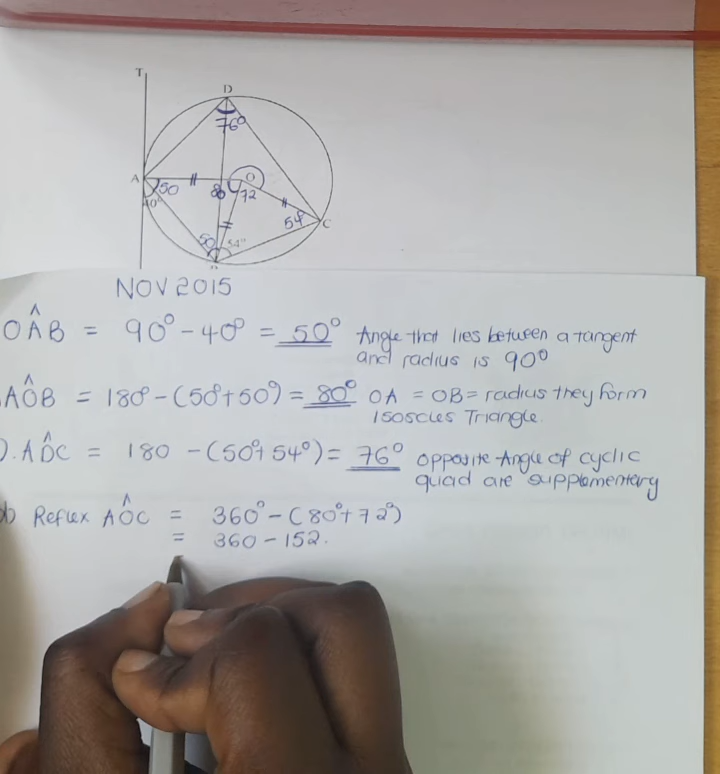 T
D
76°
A
50
80
O
72
40°
54
C
50
54°
B
NOV 2015
OÂB = 90° - 40° = 50° Angle that lies between a tangent
and radius is 90°
AÔB = 180° - (50°+50°) = 80° OA = OB = radius they form
isoscles Triangle.
). AD̂C = 180 - (50°+54°) = 76° opposite Angle of cyclic
quad are supplementary
b) Reflex AÔC = 360° - (80°+72°)
= 360 - 152.